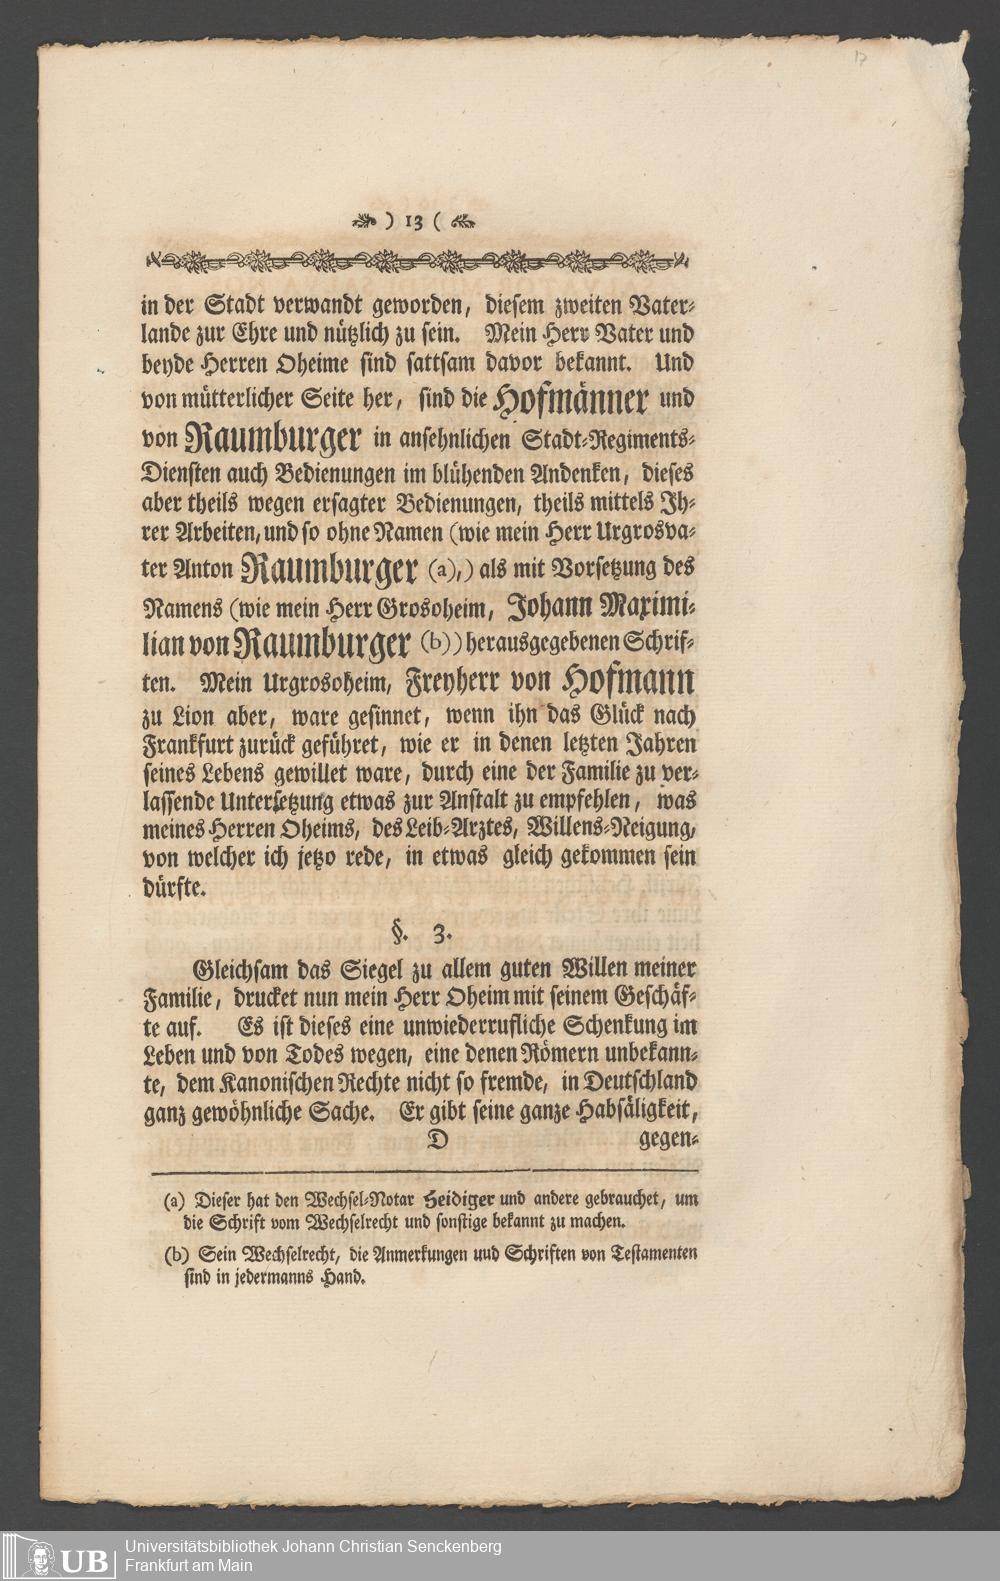 ) 13 (
in der Stadt verwandt geworden, diesem zweiten Vater-
lande zur Ehre und nützlich zu sein. Mein Herr Vater und
beyde Herren Oheime sind sattsam davor bekannt. Und
von mütterlicher Seite her, sind die Hofmänner und
von Raumburger in ansehnlichen Stadt-Regiments-
Diensten auch Bedienungen im blühenden Andenken, dieses
aber theils wegen ersagter Bedienungen, theils mittels Ih-
rer Arbeiten, und so ohne Namen (wie mein Herr Urgrosva-
ter Anton Raumburger (a),) als mit Vorsetzung des
Namens (wie mein Herr Grosoheim, Johann Maximi-
lian von Raumburger (b)) herausgegebenen Schrif-
ten. Mein Urgrosoheim, Freyherr von Hofmann
zu Lion aber, ware gesinnet, wenn ihn das Glück nach
Frankfurt zurück geführet, wie er in denen letzten Jahren
seines Lebens gewillet ware, durch eine der Familie zu ver-
lassende Untersetzung etwas zur Anstalt zu empfehlen, was
meines Herren Oheims, des Leib-Arztes, Willens-Neigung,
von welcher ich jetzo rede, in etwas gleich gekommen sein
dürfte.
§. 3.
Gleichsam das Siegel zu allem guten Willen meiner
Familie, drucket nun mein Herr Oheim mit seinem Geschäf-
te auf. Es ist dieses eine unwiederrufliche Schenkung im
Leben und von Todes wegen, eine denen Römern unbekann-
te, dem Kanonischen Rechte nicht so fremde, in Deutschland
ganz gewöhnliche Sache. Er gibt seine ganze Habsäligkeit,
D gegen-
(a) Dieser hat den Wechsel-Notar Heidiger und andere gebrauchet, um
die Schrift vom Wechselrecht und sonstige bekannt zu machen.
(b) Sein Wechselrecht, die Anmerkungen uud Schriften von Testamenten
sind in jedermanns Hand.
UB Universitätsbibliothek Johann Christian Senckenberg
Frankfurt am Main